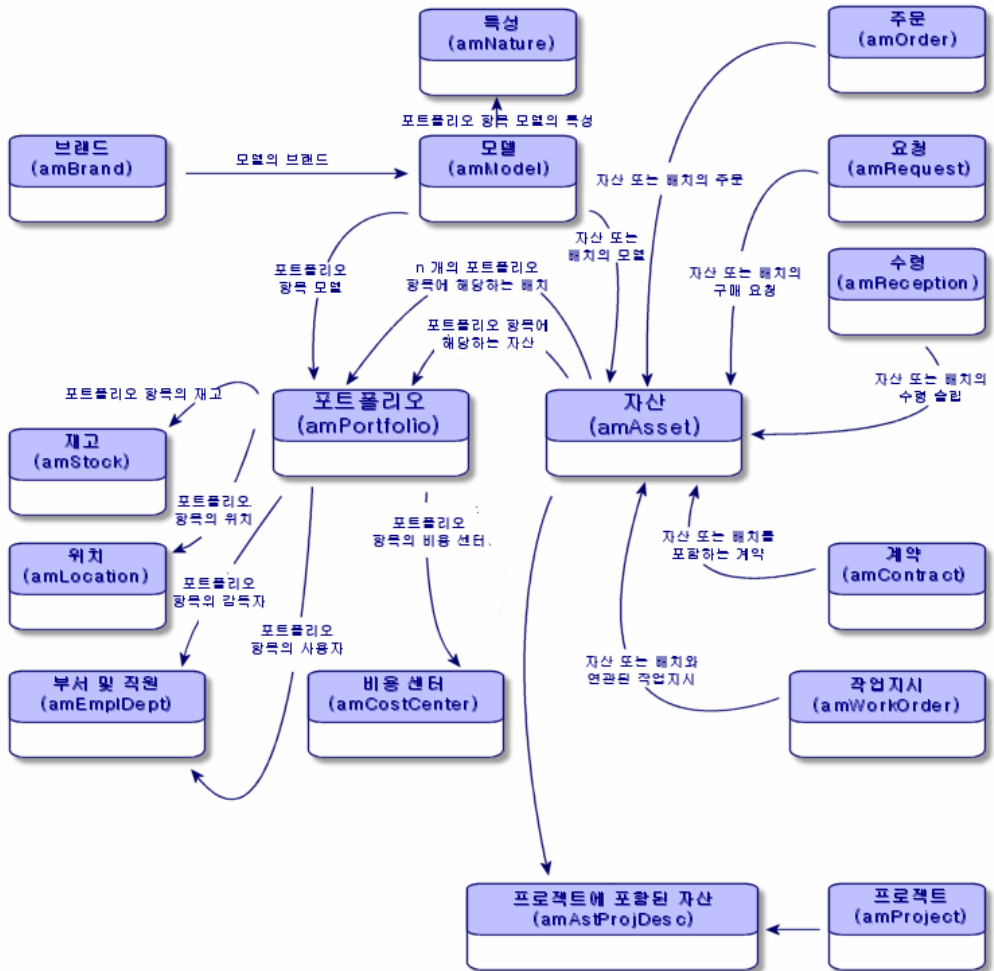 특성
(amNature)
주문
(amOrder)
포트폴리오 항목 모델의 특성
브랜드
(amBrand)
모델의 브랜드
모델
(amModel)
자산 또는 배치의 주문
요청
(amRequest)
자산 또는
배치의 모델
포트폴리오
항목 모델
n 개의 포트폴리오
항목에 해당하는 배치
자산 또는 배치의
구매 요청
수령
(amReception)
포트폴리오 항목에
해당하는 자산
자산 또는 배치의
수령 슬립
포트폴리오 항목의 재고
포트폴리오
(amPortfolio)
자산
(amAsset)
재고
(amStock)
포트폴리오
항목의 위치
포트폴리오
항목의 비용 센터.
자산 또는 배치를
포함하는 계약
위치
(amLocation)
계약
(amContract)
포트폴리오
항목의 감독자
포트폴리오
항목의 사용자
자산 또는 배치와
연관된 작업지시
부서 및 직원
(amEmplDept)
비용 센터
(amCostCenter)
작업지시
(amWorkOrder)
프로젝트에 포함된 자산
(amAstProjDesc)
프로젝트
(amProject)